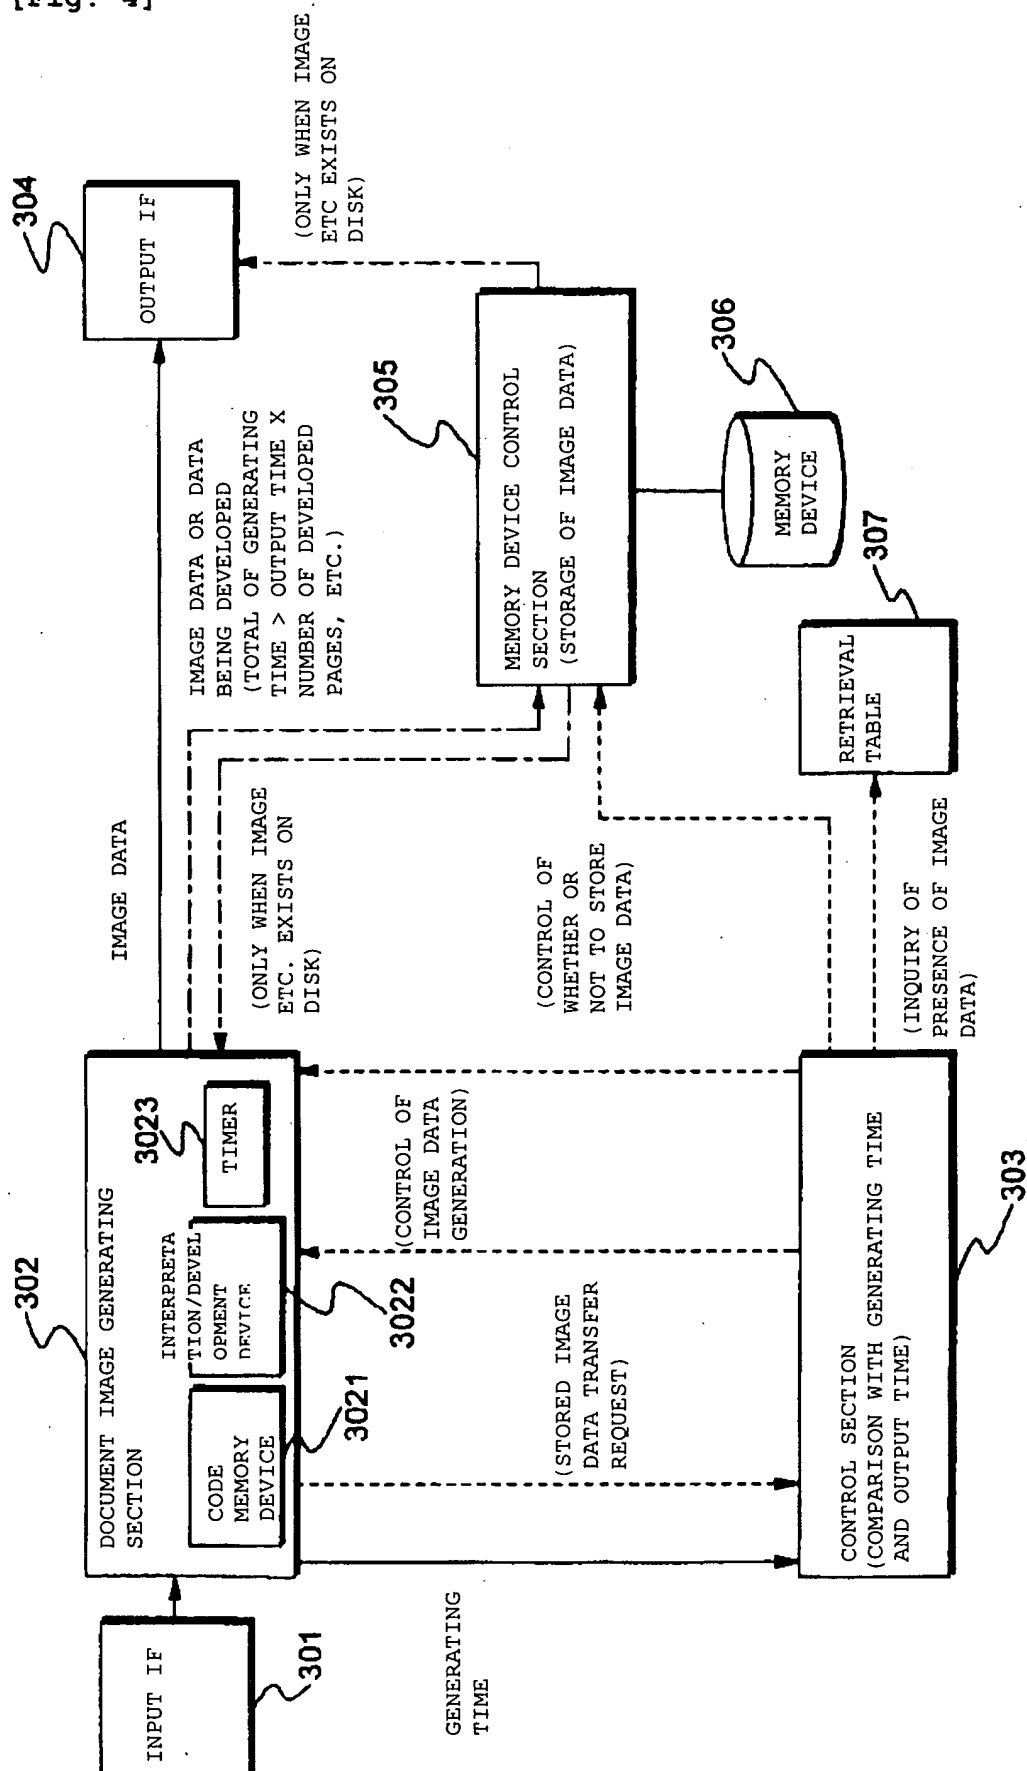 [Fig. 4]
INPUT IF
301
302
DOCUMENT IMAGE GENERATING
SECTION
CODE
MEMORY
DEVICE
3021
INTERPRETA
TION/DEVEL
OPMENT
DEVICE
3022
TIMER
3023
IMAGE DATA
OUTPUT IF
304
IMAGE DATA OR DATA
BEING DEVELOPED
(TOTAL OF GENERATING
TIME > OUTPUT TIME X
NUMBER OF DEVELOPED
PAGES, ETC.)
(ONLY WHEN IMAGE
ETC. EXISTS ON
DISK)
(ONLY WHEN IMAGE
ETC EXISTS ON
DISK)
MEMORY DEVICE CONTROL
SECTION
(STORAGE OF IMAGE DATA)
305
MEMORY
DEVICE
306
GENERATING
TIME
(STORED IMAGE
DATA TRANSFER
REQUEST)
(CONTROL OF
IMAGE DATA
GENERATION)
(CONTROL OF
WHETHER OR
NOT TO STORE
IMAGE DATA)
CONTROL SECTION
(COMPARISON WITH GENERATING TIME
AND OUTPUT TIME)
303
(INQUIRY OF
PRESENCE OF IMAGE
DATA)
RETRIEVAL
TABLE
307